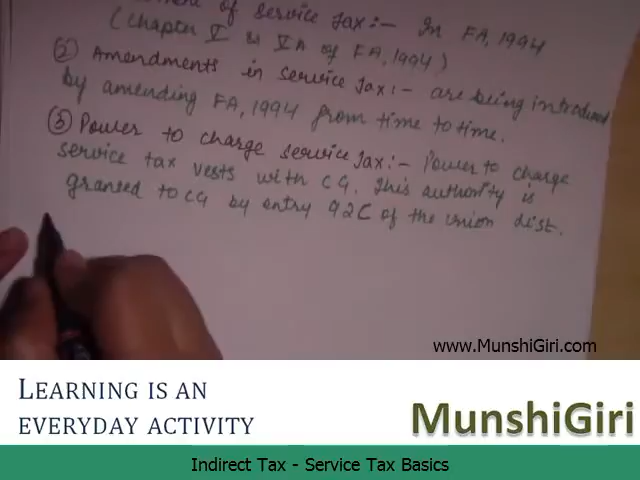 of Service Tax:- In FA, 1994
(Chapter V & VA of FA, 1994)
② Amendments in service Tax:- are being introduced
by amending FA, 1994 from time to time.
③ Power to charge service Tax:- Power to charge
service tax vests with CG. This authority is
granted to CG by entry 92C of the union dist.
www.MunshiGiri.com
LEARNING IS AN
EVERYDAY ACTIVITY
MunshiGiri
Indirect Tax - Service Tax Basics